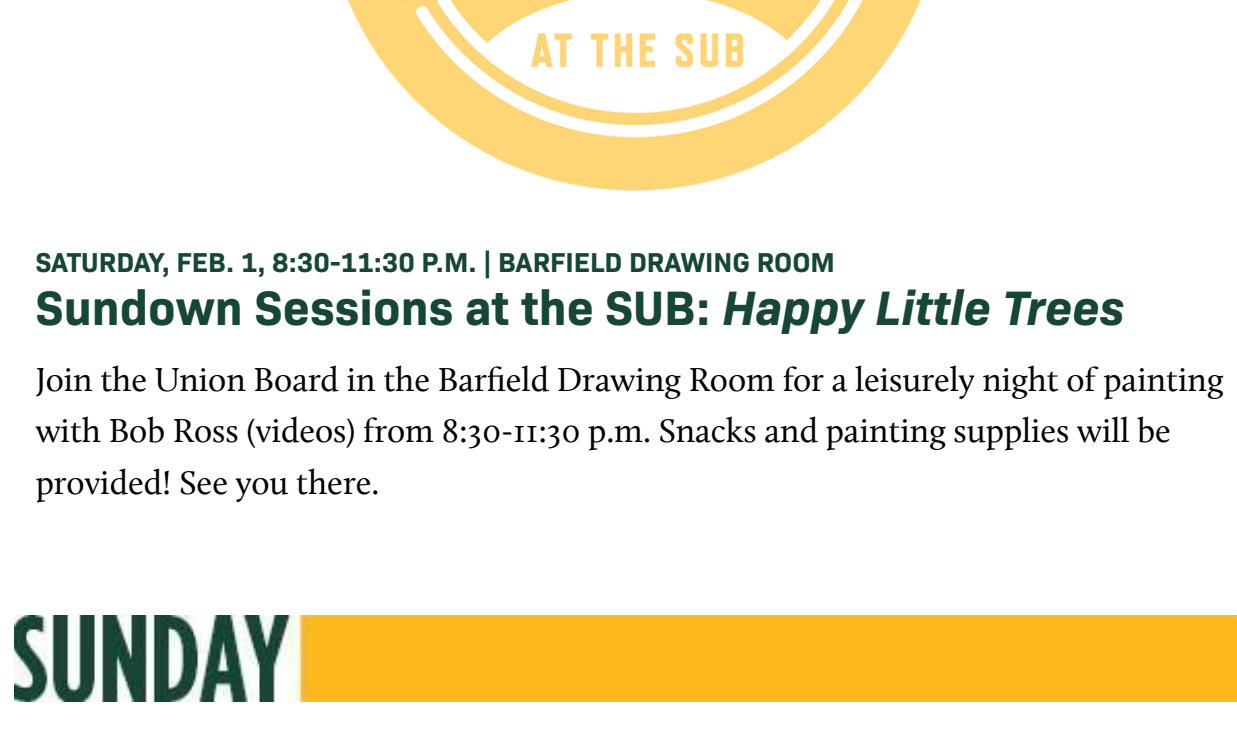 AT THE SUB
SATURDAY, FEB. 1, 8:30-11:30 P.M. | BARFIELD DRAWING ROOM
Sundown Sessions at the SUB: Happy Little Trees
Join the Union Board in the Barfield Drawing Room for a leisurely night of painting
with Bob Ross (videos) from 8:30-11:30 p.m. Snacks and painting supplies will be
provided! See you there.
SUNDAY